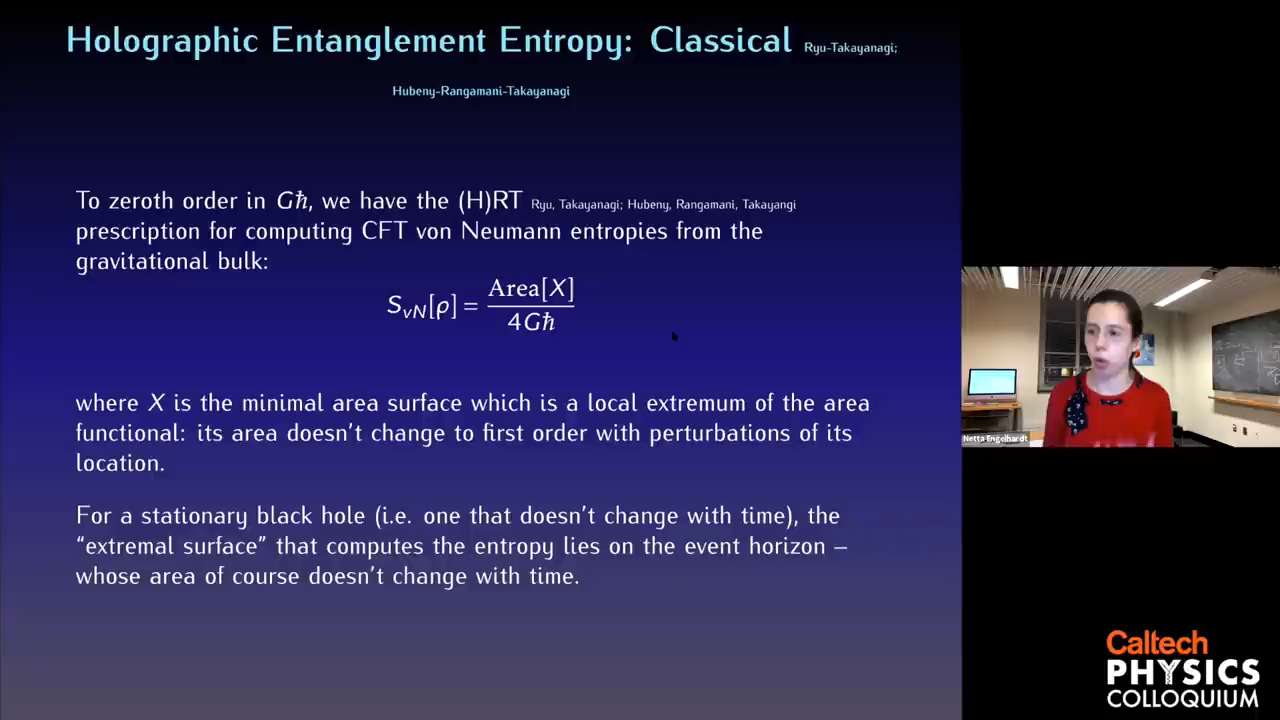 Holographic Entanglement Entropy: Classical Ryu-Takayanagi;
Hubeny-Rangamani-Takayanagi
To zeroth order in Għ, we have the (H)RT Ryu, Takayanagi; Hubeny, Rangamani, Takayangi
prescription for computing CFT von Neumann entropies from the
gravitational bulk:
S_{vN}[ρ] = Area[X] / 4Għ
where X is the minimal area surface which is a local extremum of the area
functional: its area doesn't change to first order with perturbations of its
location.
For a stationary black hole (i.e. one that doesn't change with time), the
“extremal surface” that computes the entropy lies on the event horizon –
whose area of course doesn't change with time.
Netta Engelhardt
Caltech
PHYSICS
COLLOQUIUM